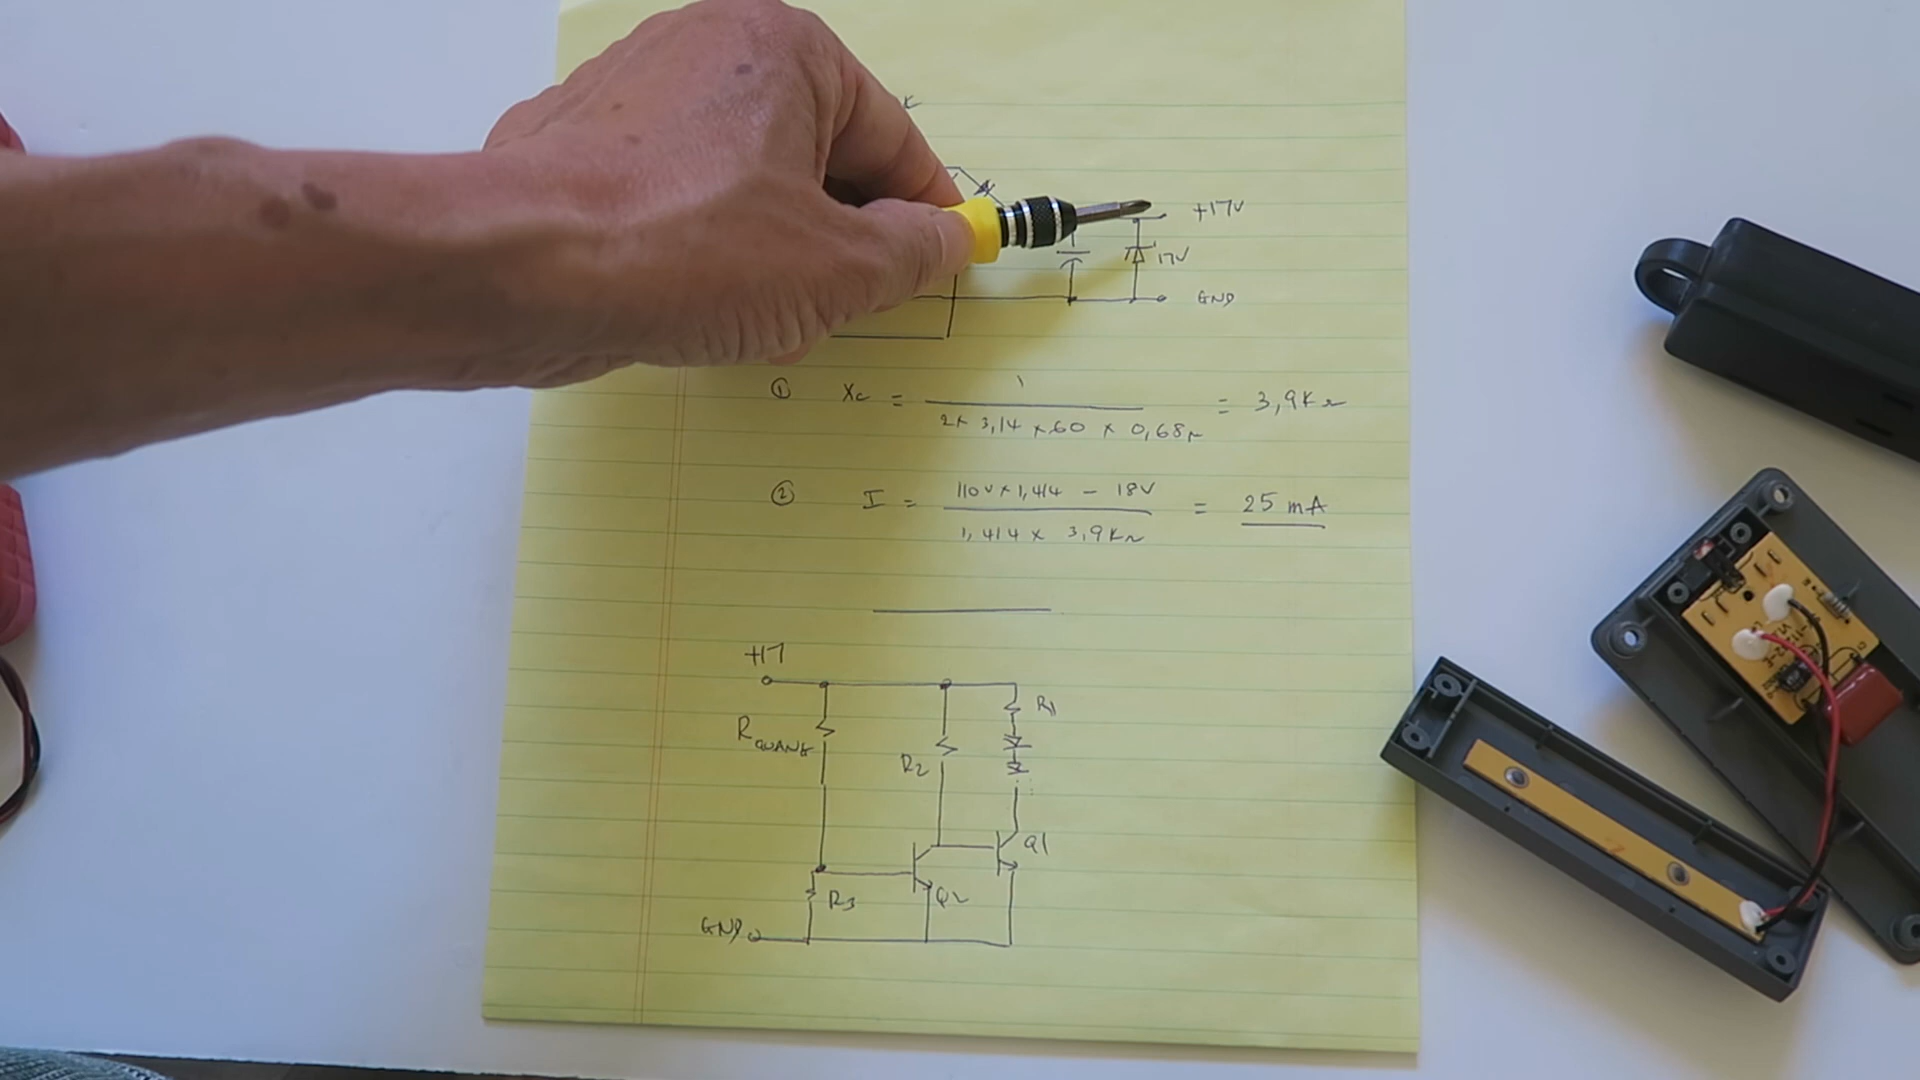 K
+17V
17V
GND
① Xc = 1 / 2x 3,14 x 60 x 0,68µ = 3,9KΩ
② I = 110V x 1,414 - 18V / 1,414 x 3,9KΩ = 25 mA
+17
R1
RQUANG
R2
Q1
R3
Q2
GND